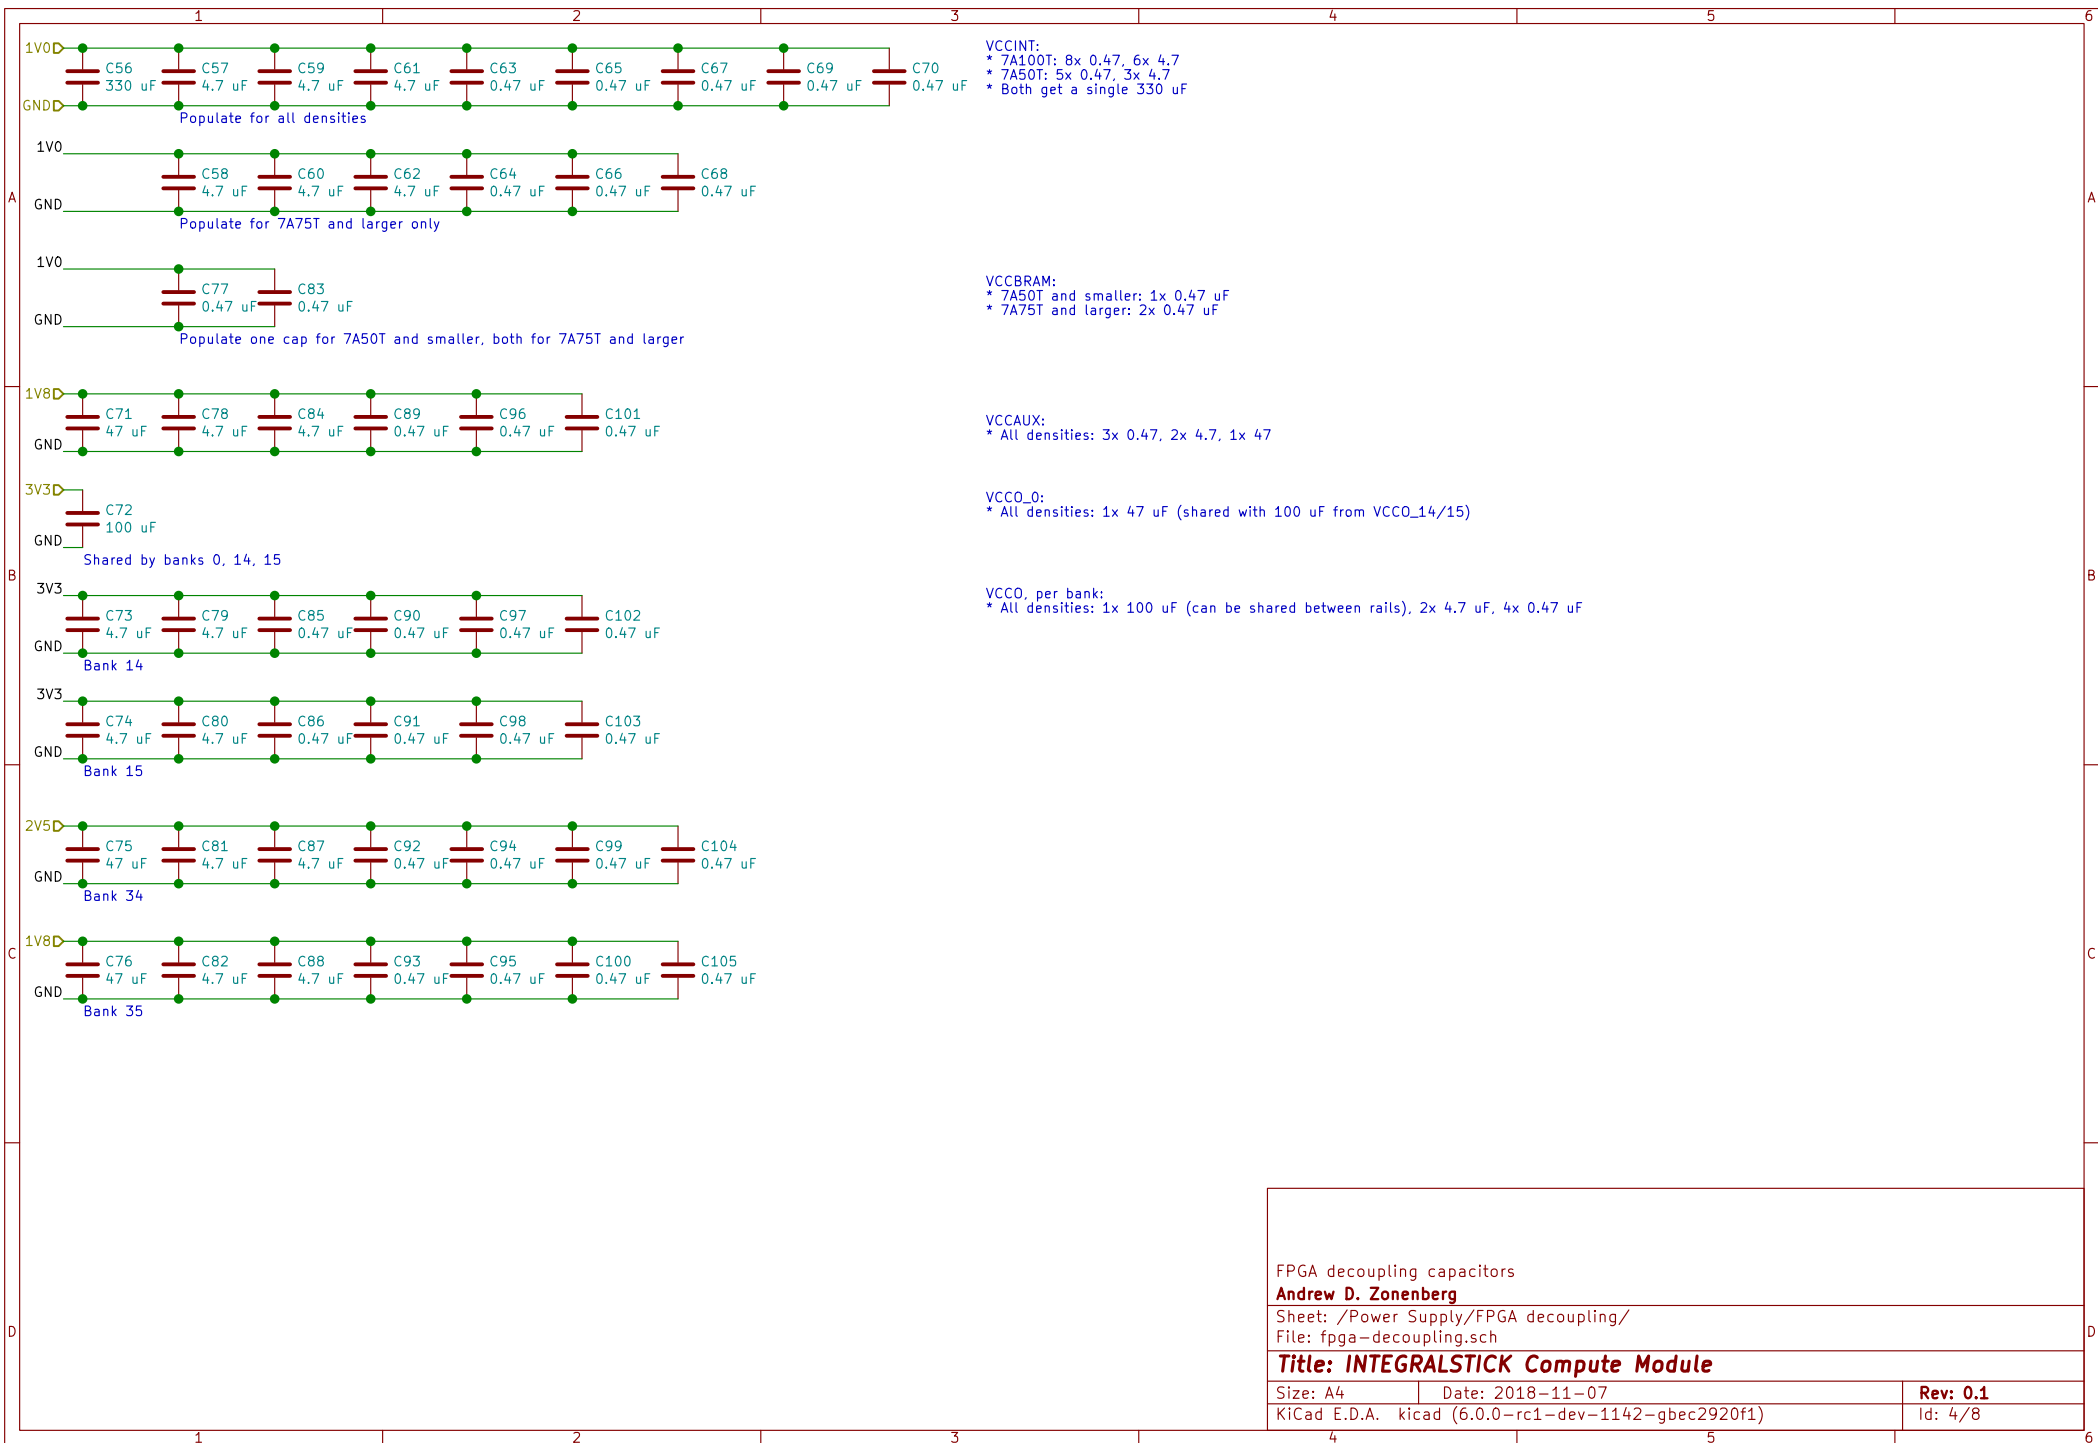 1 2 3 4 5 6
1V0
C56 C57 C59 C61 C63 C65 C67 C69 C70
330 uF 4.7 uF 4.7 uF 4.7 uF 0.47 uF 0.47 uF 0.47 uF 0.47 uF 0.47 uF
GND
Populate for all densities
VCCINT:
* 7A100T: 8x 0.47, 6x 4.7
* 7A50T: 5x 0.47, 3x 4.7
* Both get a single 330 uF
1V0
C58 C60 C62 C64 C66 C68
4.7 uF 4.7 uF 4.7 uF 0.47 uF 0.47 uF 0.47 uF
A A
GND
Populate for 7A75T and larger only
1V0
C77 C83
0.47 uF 0.47 uF
GND
Populate one cap for 7A50T and smaller, both for 7A75T and larger
VCCBRAM:
* 7A50T and smaller: 1x 0.47 uF
* 7A75T and larger: 2x 0.47 uF
1V8
C71 C78 C84 C89 C96 C101
47 uF 4.7 uF 4.7 uF 0.47 uF 0.47 uF 0.47 uF
GND
VCCAUX:
* All densities: 3x 0.47, 2x 4.7, 1x 47
3V3
C72
100 uF
GND
Shared by banks 0, 14, 15
VCCO_0:
* All densities: 1x 47 uF (shared with 100 uF from VCCO_14/15)
B B
3V3
C73 C79 C85 C90 C97 C102
4.7 uF 4.7 uF 0.47 uF 0.47 uF 0.47 uF 0.47 uF
GND
Bank 14
VCCO, per bank:
* All densities: 1x 100 uF (can be shared between rails), 2x 4.7 uF, 4x 0.47 uF
3V3
C74 C80 C86 C91 C98 C103
4.7 uF 4.7 uF 0.47 uF 0.47 uF 0.47 uF 0.47 uF
GND
Bank 15
2V5
C75 C81 C87 C92 C94 C99 C104
47 uF 4.7 uF 4.7 uF 0.47 uF 0.47 uF 0.47 uF 0.47 uF
GND
Bank 34
1V8
C C
C76 C82 C88 C93 C95 C100 C105
47 uF 4.7 uF 4.7 uF 0.47 uF 0.47 uF 0.47 uF 0.47 uF
GND
Bank 35
FPGA decoupling capacitors
Andrew D. Zonenberg
Sheet: /Power Supply/FPGA decoupling/
D D
File: fpga-decoupling.sch
Title: INTEGRALSTICK Compute Module
Size: A4 Date: 2018-11-07 Rev: 0.1
KiCad E.D.A. kicad (6.0.0-rc1-dev-1142-gbec2920f1) Id: 4/8
1 2 3 4 5 6